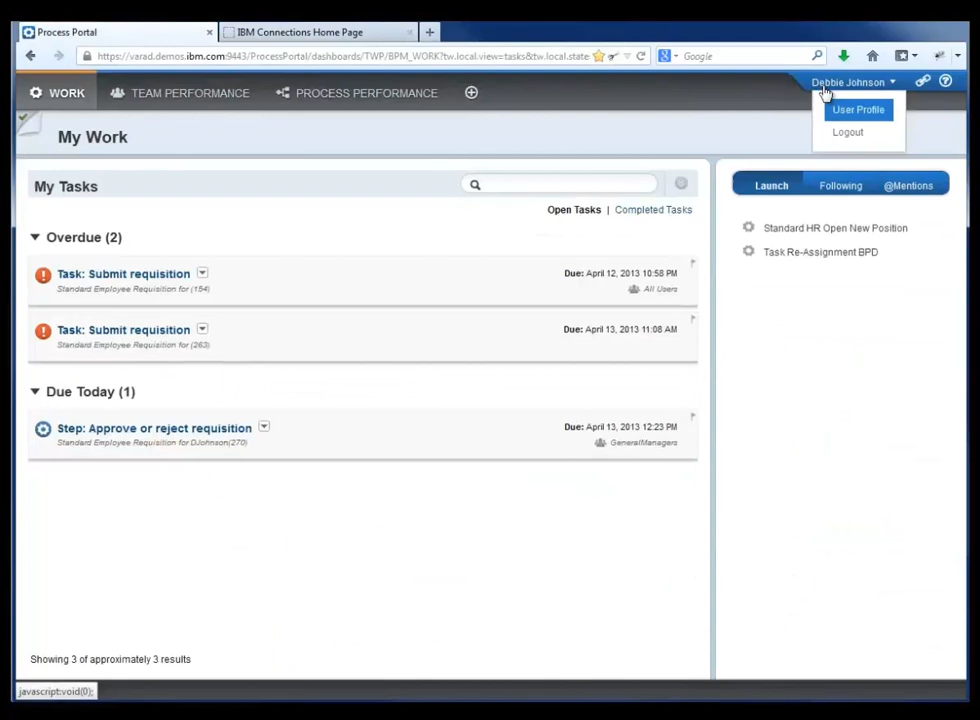 Process Portal × IBM Connections Home Page × +
https://varad.demos.ibm.com:9443/ProcessPortal/dashboards/TWP/BPM_WORK?tw.local.view=tasks&tw.local.state Google
WORK TEAM PERFORMANCE PROCESS PERFORMANCE Debbie Johnson
User Profile
Logout
My Work
My Tasks
Launch Following @Mentions
Open Tasks | Completed Tasks
Standard HR Open New Position
Task Re-Assignment BPD
Overdue (2)
Task: Submit requisition Due: April 12, 2013 10:58 PM
Standard Employee Requisition for (154) All Users
Task: Submit requisition Due: April 13, 2013 11:08 AM
Standard Employee Requisition for (263)
Due Today (1)
Step: Approve or reject requisition Due: April 13, 2013 12:23 PM
Standard Employee Requisition for DJohnson(270) GeneralManagers
Showing 3 of approximately 3 results
javascript:void(0);